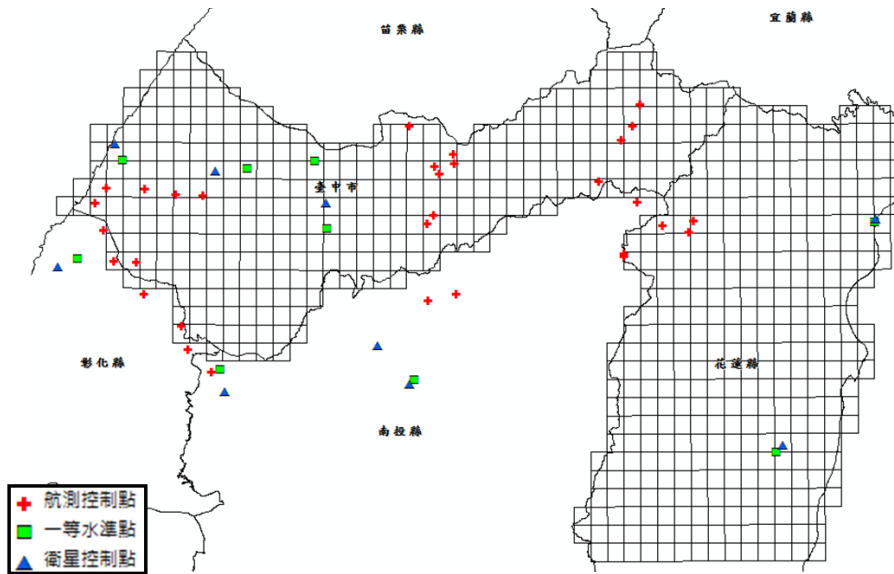 宜蘭縣
苗栗縣
臺中市
彰化縣
花蓮縣
南投縣
航測控制點
一等水準點
衛星控制點